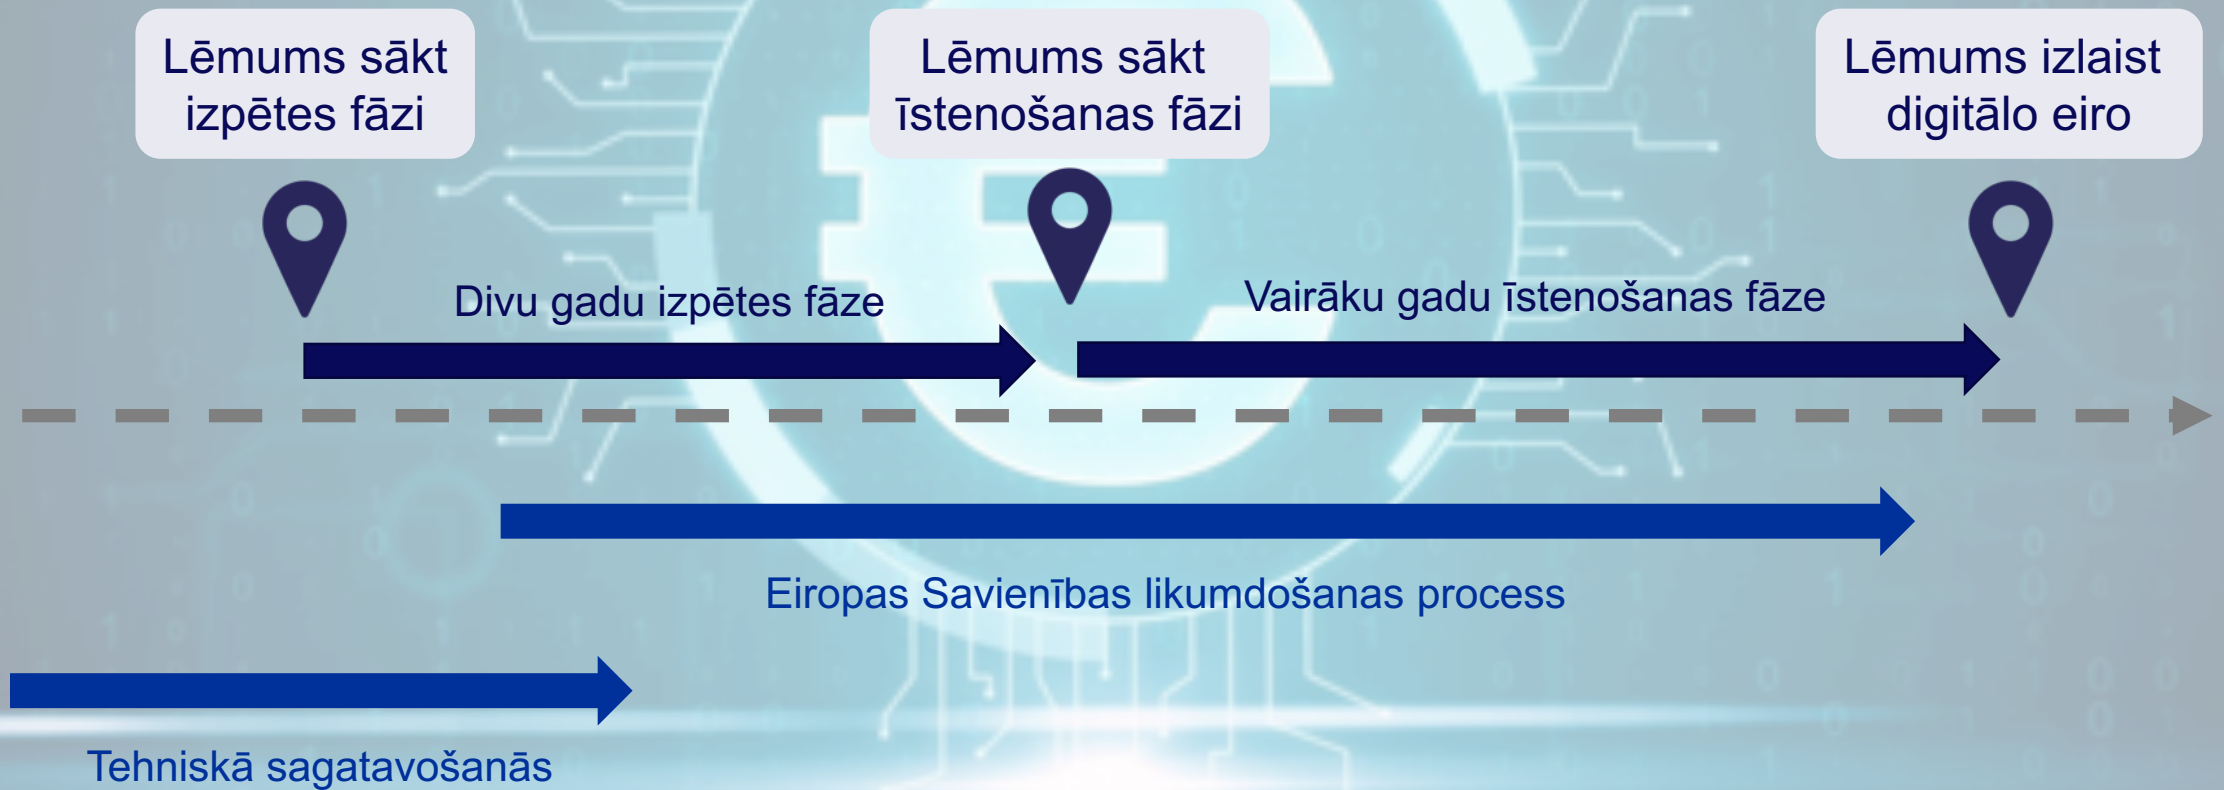 Lēmums sākt
izpētes fāzi
Lēmums sākt
īstenošanas fāzi
Lēmums izlaist
digitālo eiro
Divu gadu izpētes fāze
Vairāku gadu īstenošanas fāze
Eiropas Savienības likumdošanas process
Tehniskā sagatavošanās